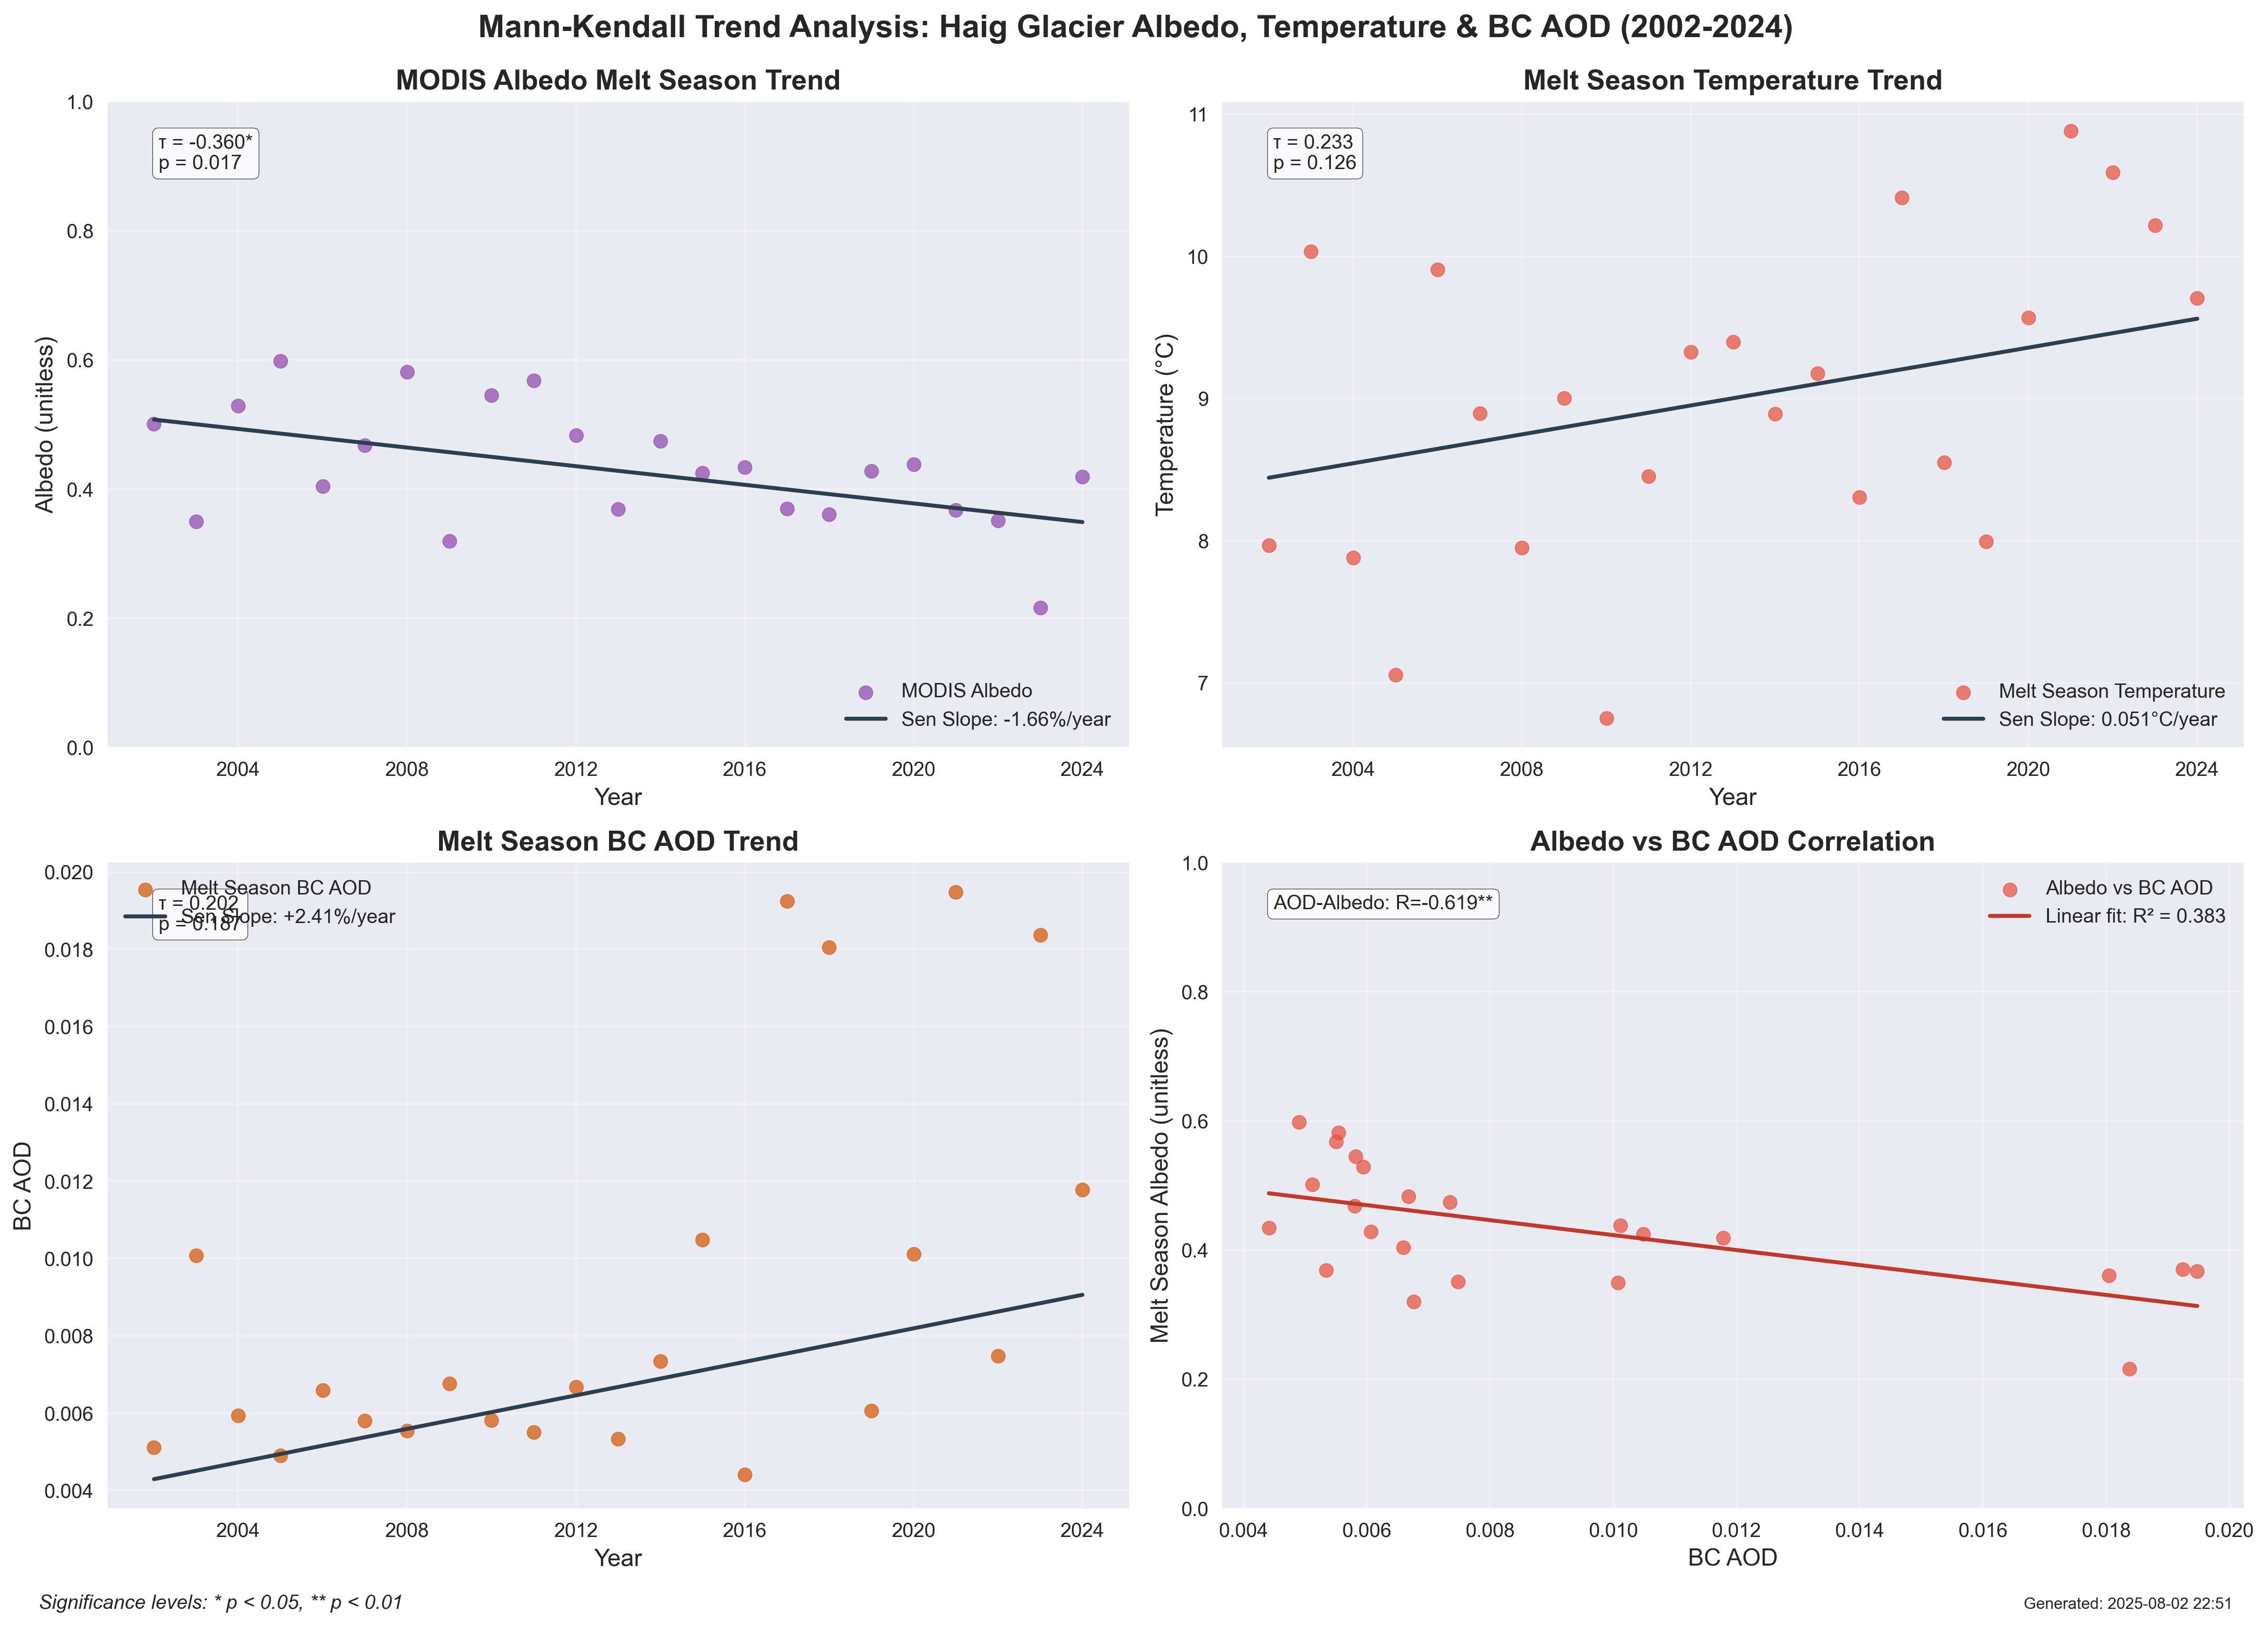 Mann-Kendall Trend Analysis: Haig Glacier Albedo, Temperature & BC AOD (2002-2024)
MODIS Albedo Melt Season Trend
τ = -0.360*
p = 0.017
1.0
0.8
0.6
0.4
0.2
0.0
Albedo (unitless)
MODIS Albedo
Sen Slope: -1.66%/year
2004
2008
2012
2016
2020
2024
Year
Melt Season Temperature Trend
τ = 0.233
p = 0.126
11
10
9
8
7
Temperature (°C)
Melt Season Temperature
Sen Slope: 0.051°C/year
2004
2008
2012
2016
2020
2024
Year
Melt Season BC AOD Trend
Melt Season BC AOD
τ = 0.202
Sen Slope: +2.41%/year
p = 0.187
0.020
0.018
0.016
0.014
0.012
0.010
0.008
0.006
0.004
BC AOD
2004
2008
2012
2016
2020
2024
Year
Albedo vs BC AOD Correlation
AOD-Albedo: R=-0.619**
Albedo vs BC AOD
Linear fit: R² = 0.383
1.0
0.8
0.6
0.4
0.2
0.0
Melt Season Albedo (unitless)
0.004
0.006
0.008
0.010
0.012
0.014
0.016
0.018
0.020
BC AOD
Significance levels: * p < 0.05, ** p < 0.01
Generated: 2025-08-02 22:51